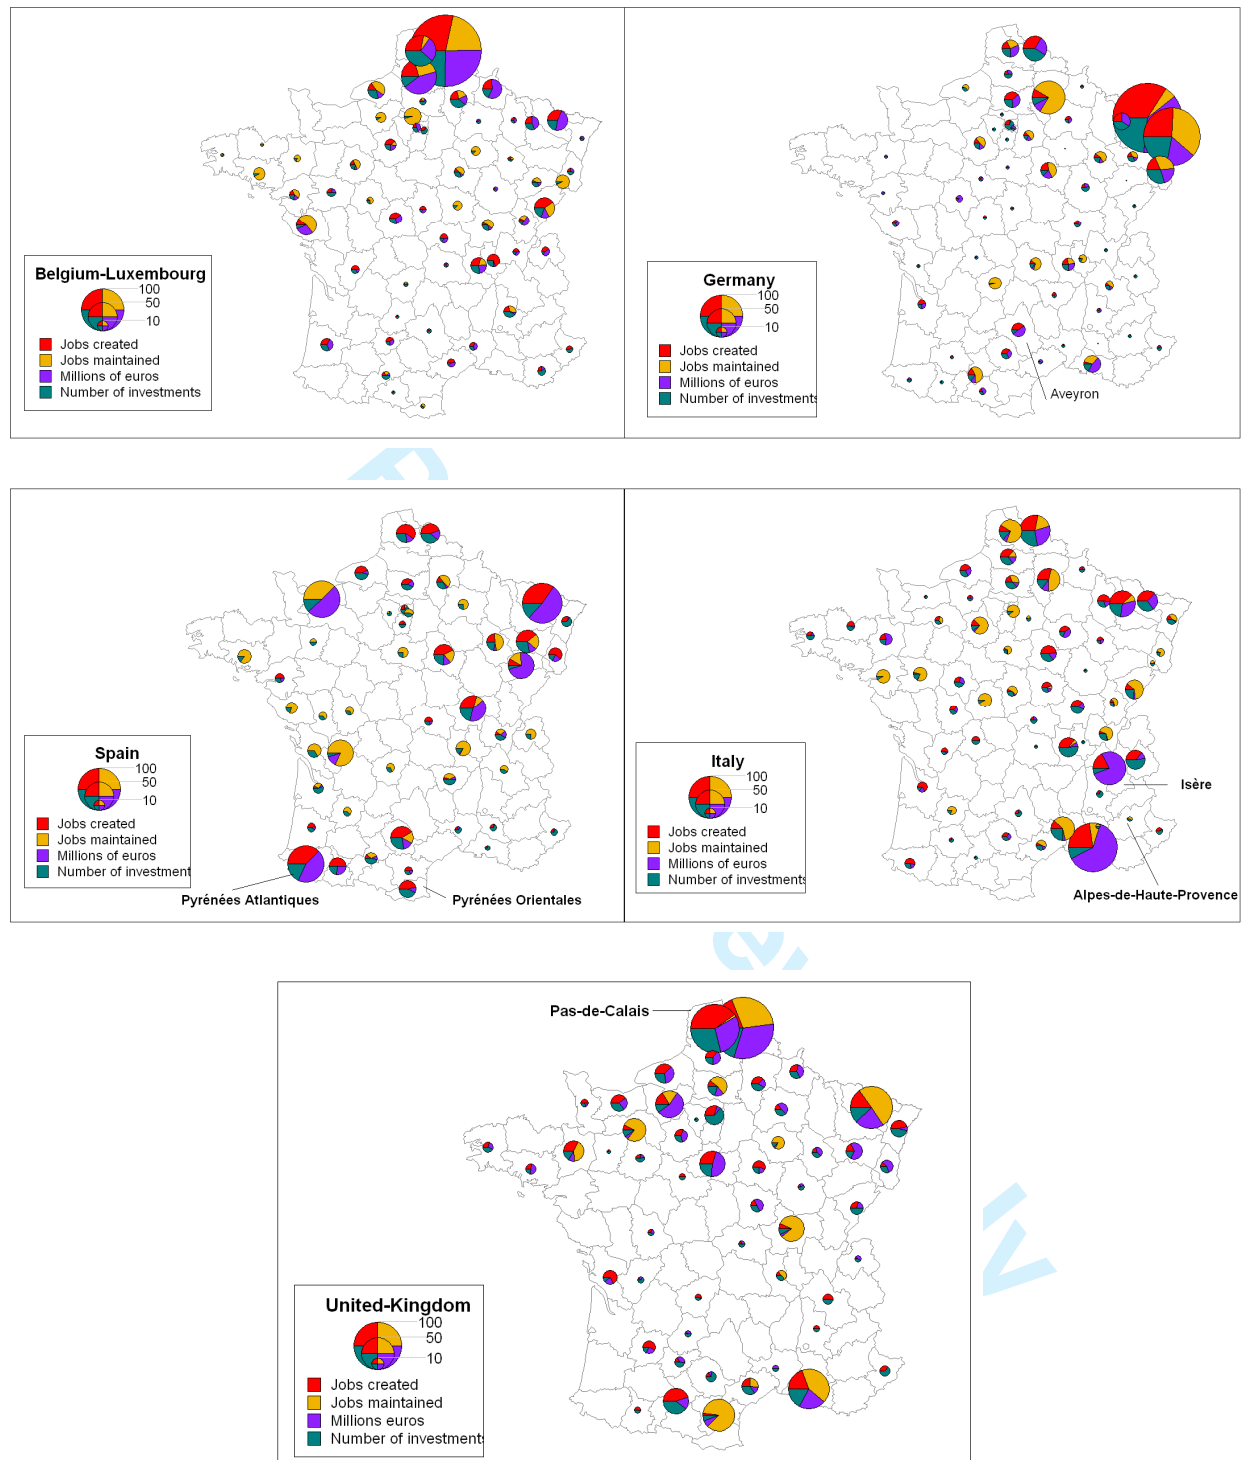 Belgium-Luxembourg
100
50
10
Jobs created
Jobs maintained
Millions of euros
Number of investments
Germany
100
50
10
Jobs created
Jobs maintained
Millions of euros
Number of investments
Aveyron
Spain
100
50
10
Jobs created
Jobs maintained
Millions of euros
Number of investment
Pyrénées Atlantiques
Pyrénées Orientales
Italy
100
50
10
Jobs created
Jobs maintained
Millions of euros
Number of investments
Isère
Alpes-de-Haute-Provence
Pas-de-Calais
United-Kingdom
100
50
10
Jobs created
Jobs maintained
Millions euros
Number of investments